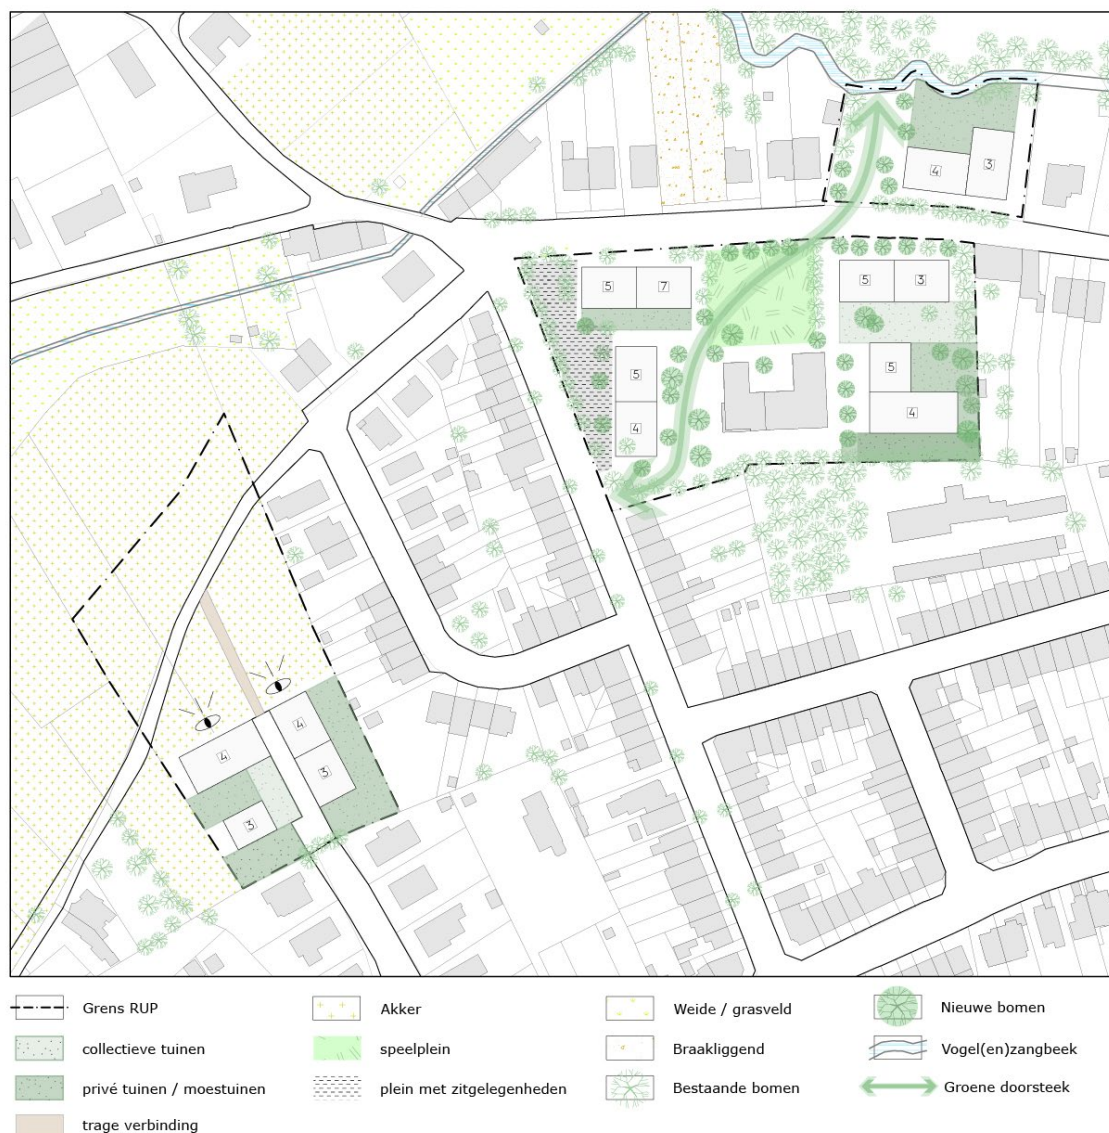 4
3
5
7
5
3
5
5
4
4
4
4
3
3
Grens RUP
Akker
Weide / grasveld
Nieuwe bomen
collectieve tuinen
speelplein
Braakliggend
Vogel(en)zangbeek
privé tuinen / moestuinen
plein met zitgelegenheden
Bestaande bomen
Groene doorsteek
trage verbinding